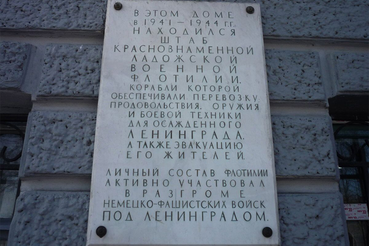 В ЭТОМ ДОМЕ
в 1941 – 1944 гг.
НАХОДИЛСЯ
ШТАБ
КРАСНОЗНАМЕННОЙ
ЛАДОЖСКОЙ
ВОЕННОЙ
ФЛОТИЛИИ,
КОРАБЛИ КОТОРОЙ
ОБЕСПЕЧИВАЛИ ПЕРЕВОЗКУ
ПРОДОВОЛЬСТВИЯ, ОРУЖИЯ
И БОЕВОЙ ТЕХНИКИ
ДЛЯ ОСАЖДЕННОГО
ЛЕНИНГРАДА,
А ТАКЖЕ ЭВАКУАЦИЮ
ЕГО ЖИТЕЛЕЙ.
ЛИЧНЫЙ СОСТАВ ФЛОТИЛИИ
АКТИВНО УЧАСТВОВАЛ
В РАЗГРОМЕ
НЕМЕЦКО-ФАШИСТСКИХ ВОЙСК
ПОД ЛЕНИНГРАДОМ.